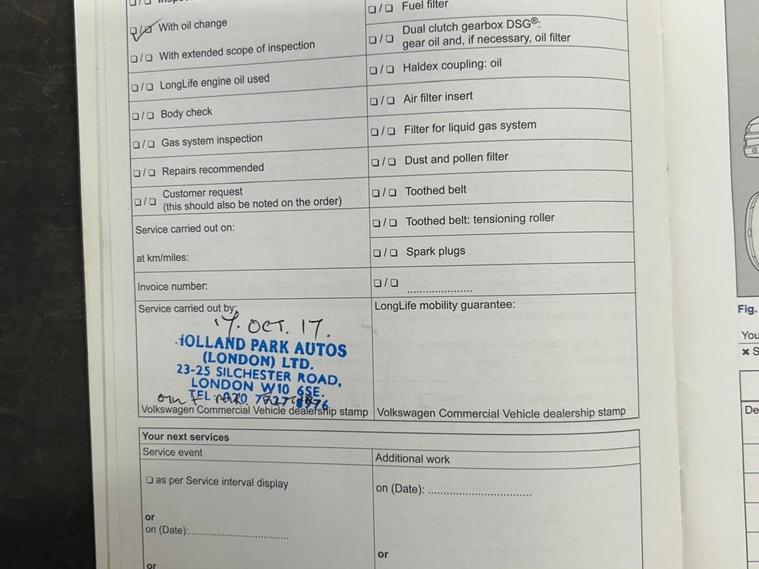 With oil change
❏/❏ With extended scope of inspection
❏/❏ LongLife engine oil used
❏/❏ Body check
❏/❏ Gas system inspection
❏/❏ Repairs recommended
❏/❏ Customer request
(this should also be noted on the order)
Service carried out on:
at km/miles:
Invoice number:
Service carried out by:
OCT. 17.
HOLLAND PARK AUTOS
(LONDON) LTD.
23-25 SILCHESTER ROAD,
LONDON W10 6SE.
TEL
Volkswagen Commercial Vehicle dealership stamp
❏/❏ Fuel filter
❏/❏ Dual clutch gearbox DSG®:
gear oil and, if necessary, oil filter
❏/❏ Haldex coupling: oil
❏/❏ Air filter insert
❏/❏ Filter for liquid gas system
❏/❏ Dust and pollen filter
❏/❏ Toothed belt
❏/❏ Toothed belt: tensioning roller
❏/❏ Spark plugs
❏/❏ ......................
LongLife mobility guarantee:
Volkswagen Commercial Vehicle dealership stamp
Your next services
Service event
❏ as per Service interval display
or
on (Date):..................................
or
Additional work
on (Date): ..................................
or
Fig.
You
De